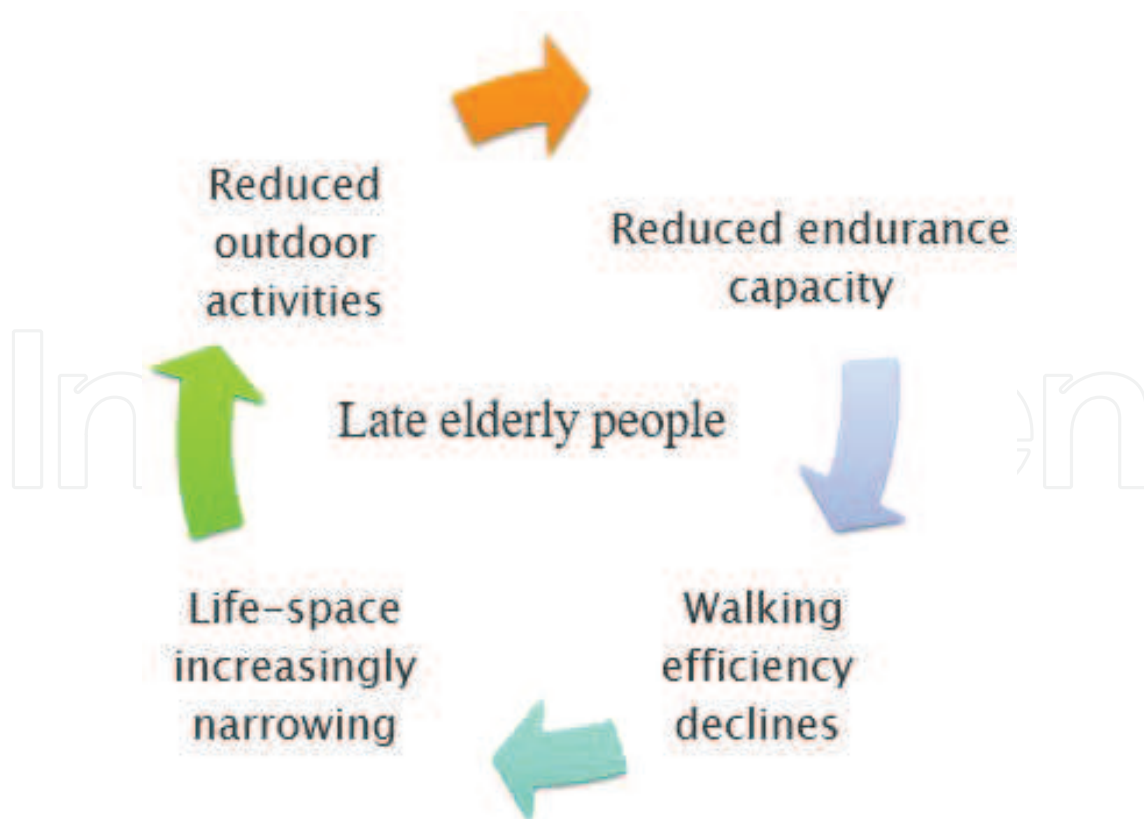 Reduced
outdoor
activities
Reduced endurance
capacity
Late elderly people
Life-space
increasingly
narrowing
Walking
efficiency
declines